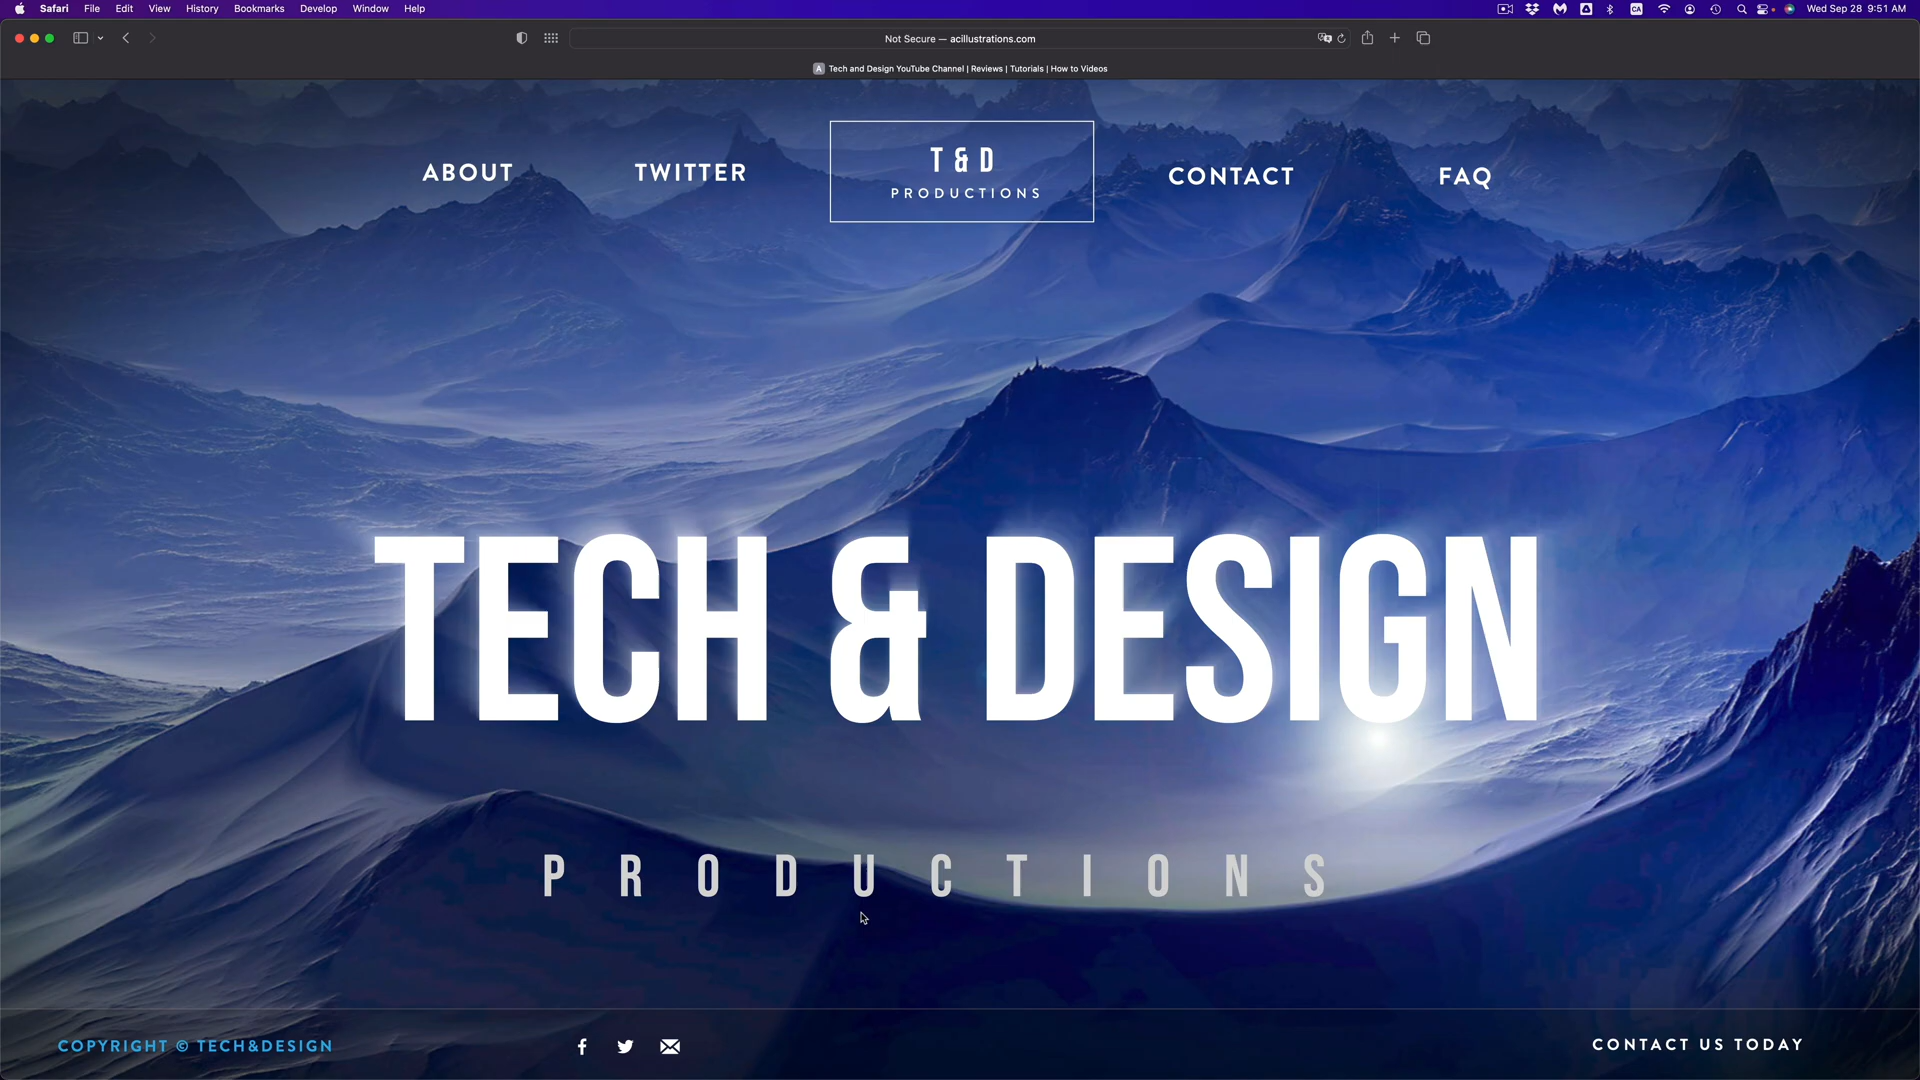 Safari File Edit View History Bookmarks Develop Window Help
CA
Wed Sep 28 9:51 AM
Not Secure — acillustrations.com
A Tech and Design YouTube Channel | Reviews | Tutorials | How to Videos
ABOUT
TWITTER
T & D
PRODUCTIONS
CONTACT
FAQ
TECH & DESIGN
PRODUCTIONS
COPYRIGHT © TECH&DESIGN
CONTACT US TODAY